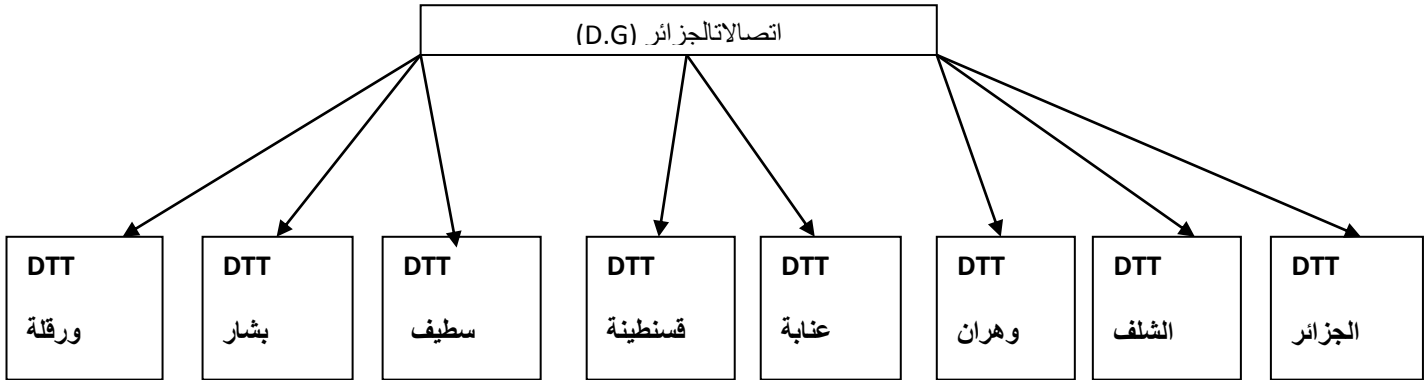 اتصالاتالجزائر (D.G)
DTT
الجزائر
DTT
الشلف
DTT
وهران
DTT
عنابة
DTT
قسنطينة
DTT
سطيف
DTT
بشار
DTT
ورقلة